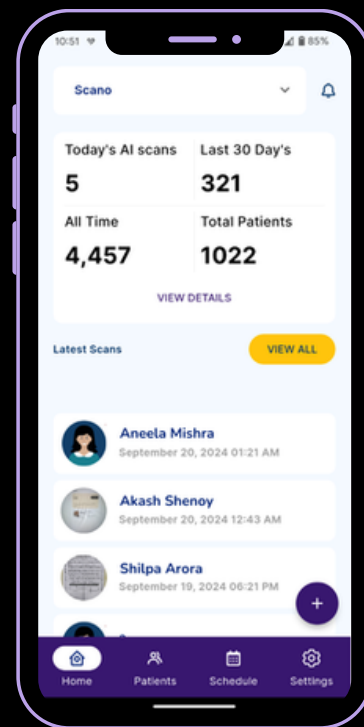 10:51 85%
Scano
Today's AI scans Last 30 Day's
5 321
All Time Total Patients
4,457 1022
VIEW DETAILS
Latest Scans VIEW ALL
Aneela Mishra
September 20, 2024 01:21 AM
Akash Shenoy
September 20, 2024 12:43 AM
Shilpa Arora
September 19, 2024 06:21 PM
+
Home Patients Schedule Settings